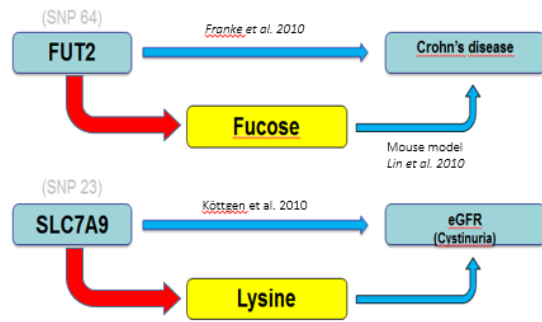 (SNP 64)
FUT2
Franke et al. 2010
Crohn's disease
Fucose
Mouse model
Lin et al. 2010
(SNP 23)
SLC7A9
Köttgen et al. 2010
eGFR
(Cystinuria)
Lysine